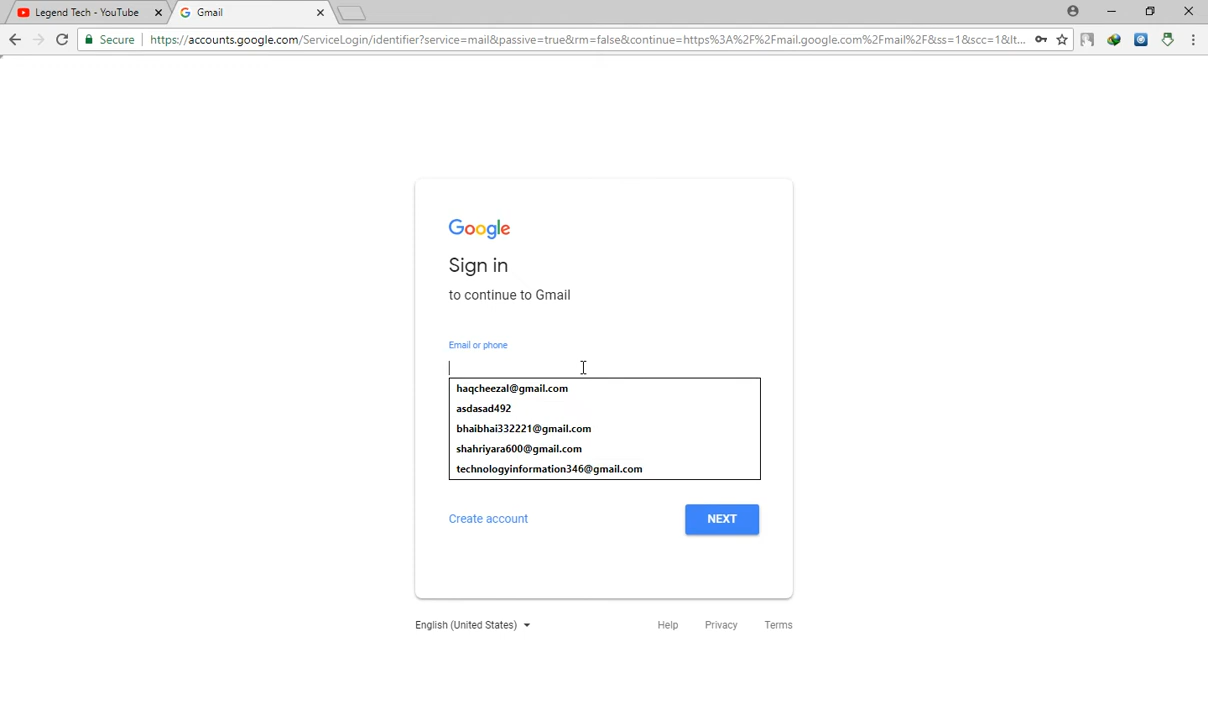 Legend Tech - YouTube
Gmail
Secure
https://accounts.google.com/ServiceLogin/identifier?service=mail&passive=true&rm=false&continue=https%3A%2F%2Fmail.google.com%2Fmail%2F&ss=1&scc=1&lt...
Google
Sign in
to continue to Gmail
Email or phone
haqcheezal@gmail.com
asdasad492
bhaibhai332221@gmail.com
shahriyara600@gmail.com
technologyinformation346@gmail.com
Create account
NEXT
English (United States)
Help Privacy Terms